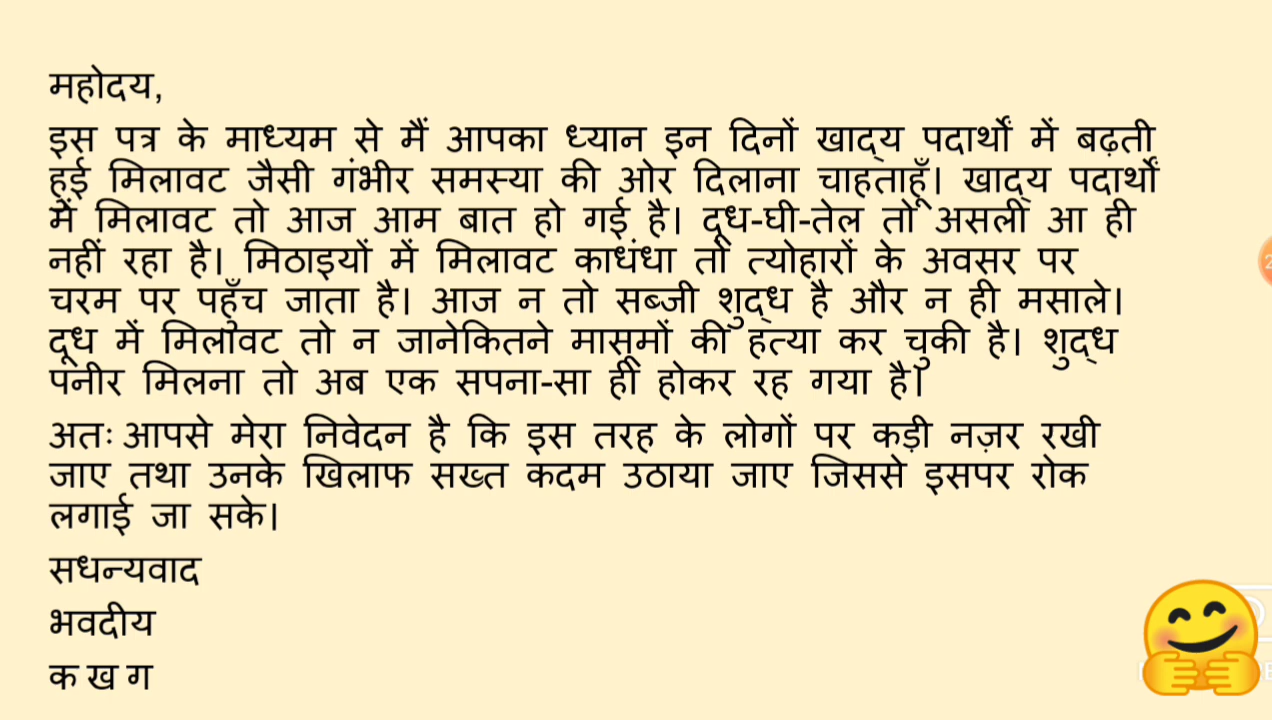 महोदय,
इस पत्र के माध्यम से मैं आपका ध्यान इन दिनों खाद्य पदार्थों में बढ़ती
हुई मिलावट जैसी गंभीर समस्या की ओर दिलाना चाहताहूँ। खाद्य पदार्थों
में मिलावट तो आज आम बात हो गई है। दूध-घी-तेल तो असली आ ही
नहीं रहा है। मिठाइयों में मिलावट काधंधा तो त्योहारों के अवसर पर
चरम पर पहुँच जाता है। आज न तो सब्जी शुद्ध है और न ही मसाले।
दूध में मिलावट तो न जानेकितने मासूमों की हत्या कर चुकी है। शुद्ध
पनीर मिलना तो अब एक सपना-सा ही होकर रह गया है।
अतः आपसे मेरा निवेदन है कि इस तरह के लोगों पर कड़ी नज़र रखी
जाए तथा उनके खिलाफ सख्त कदम उठाया जाए जिससे इसपर रोक
लगाई जा सके।
सधन्यवाद
भवदीय
क ख ग